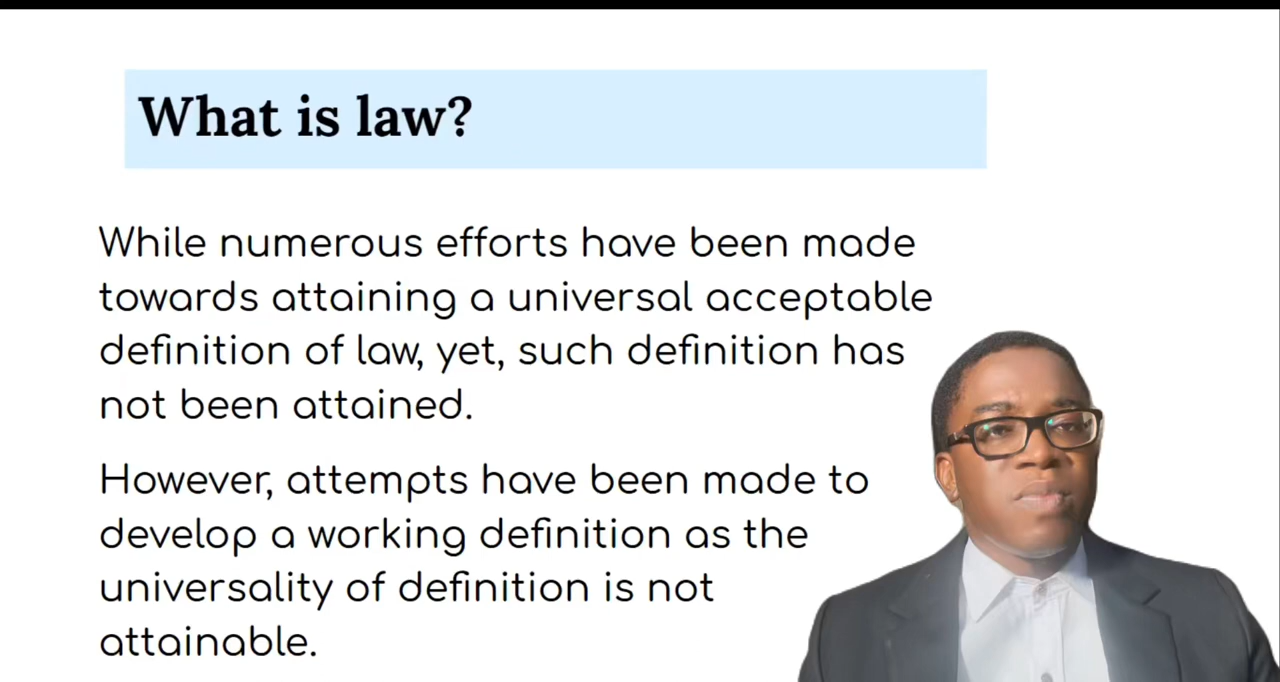 What is law?
While numerous efforts have been made
towards attaining a universal acceptable
definition of law, yet, such definition has
not been attained.
However, attempts have been made to
develop a working definition as the
universality of definition is not
attainable.